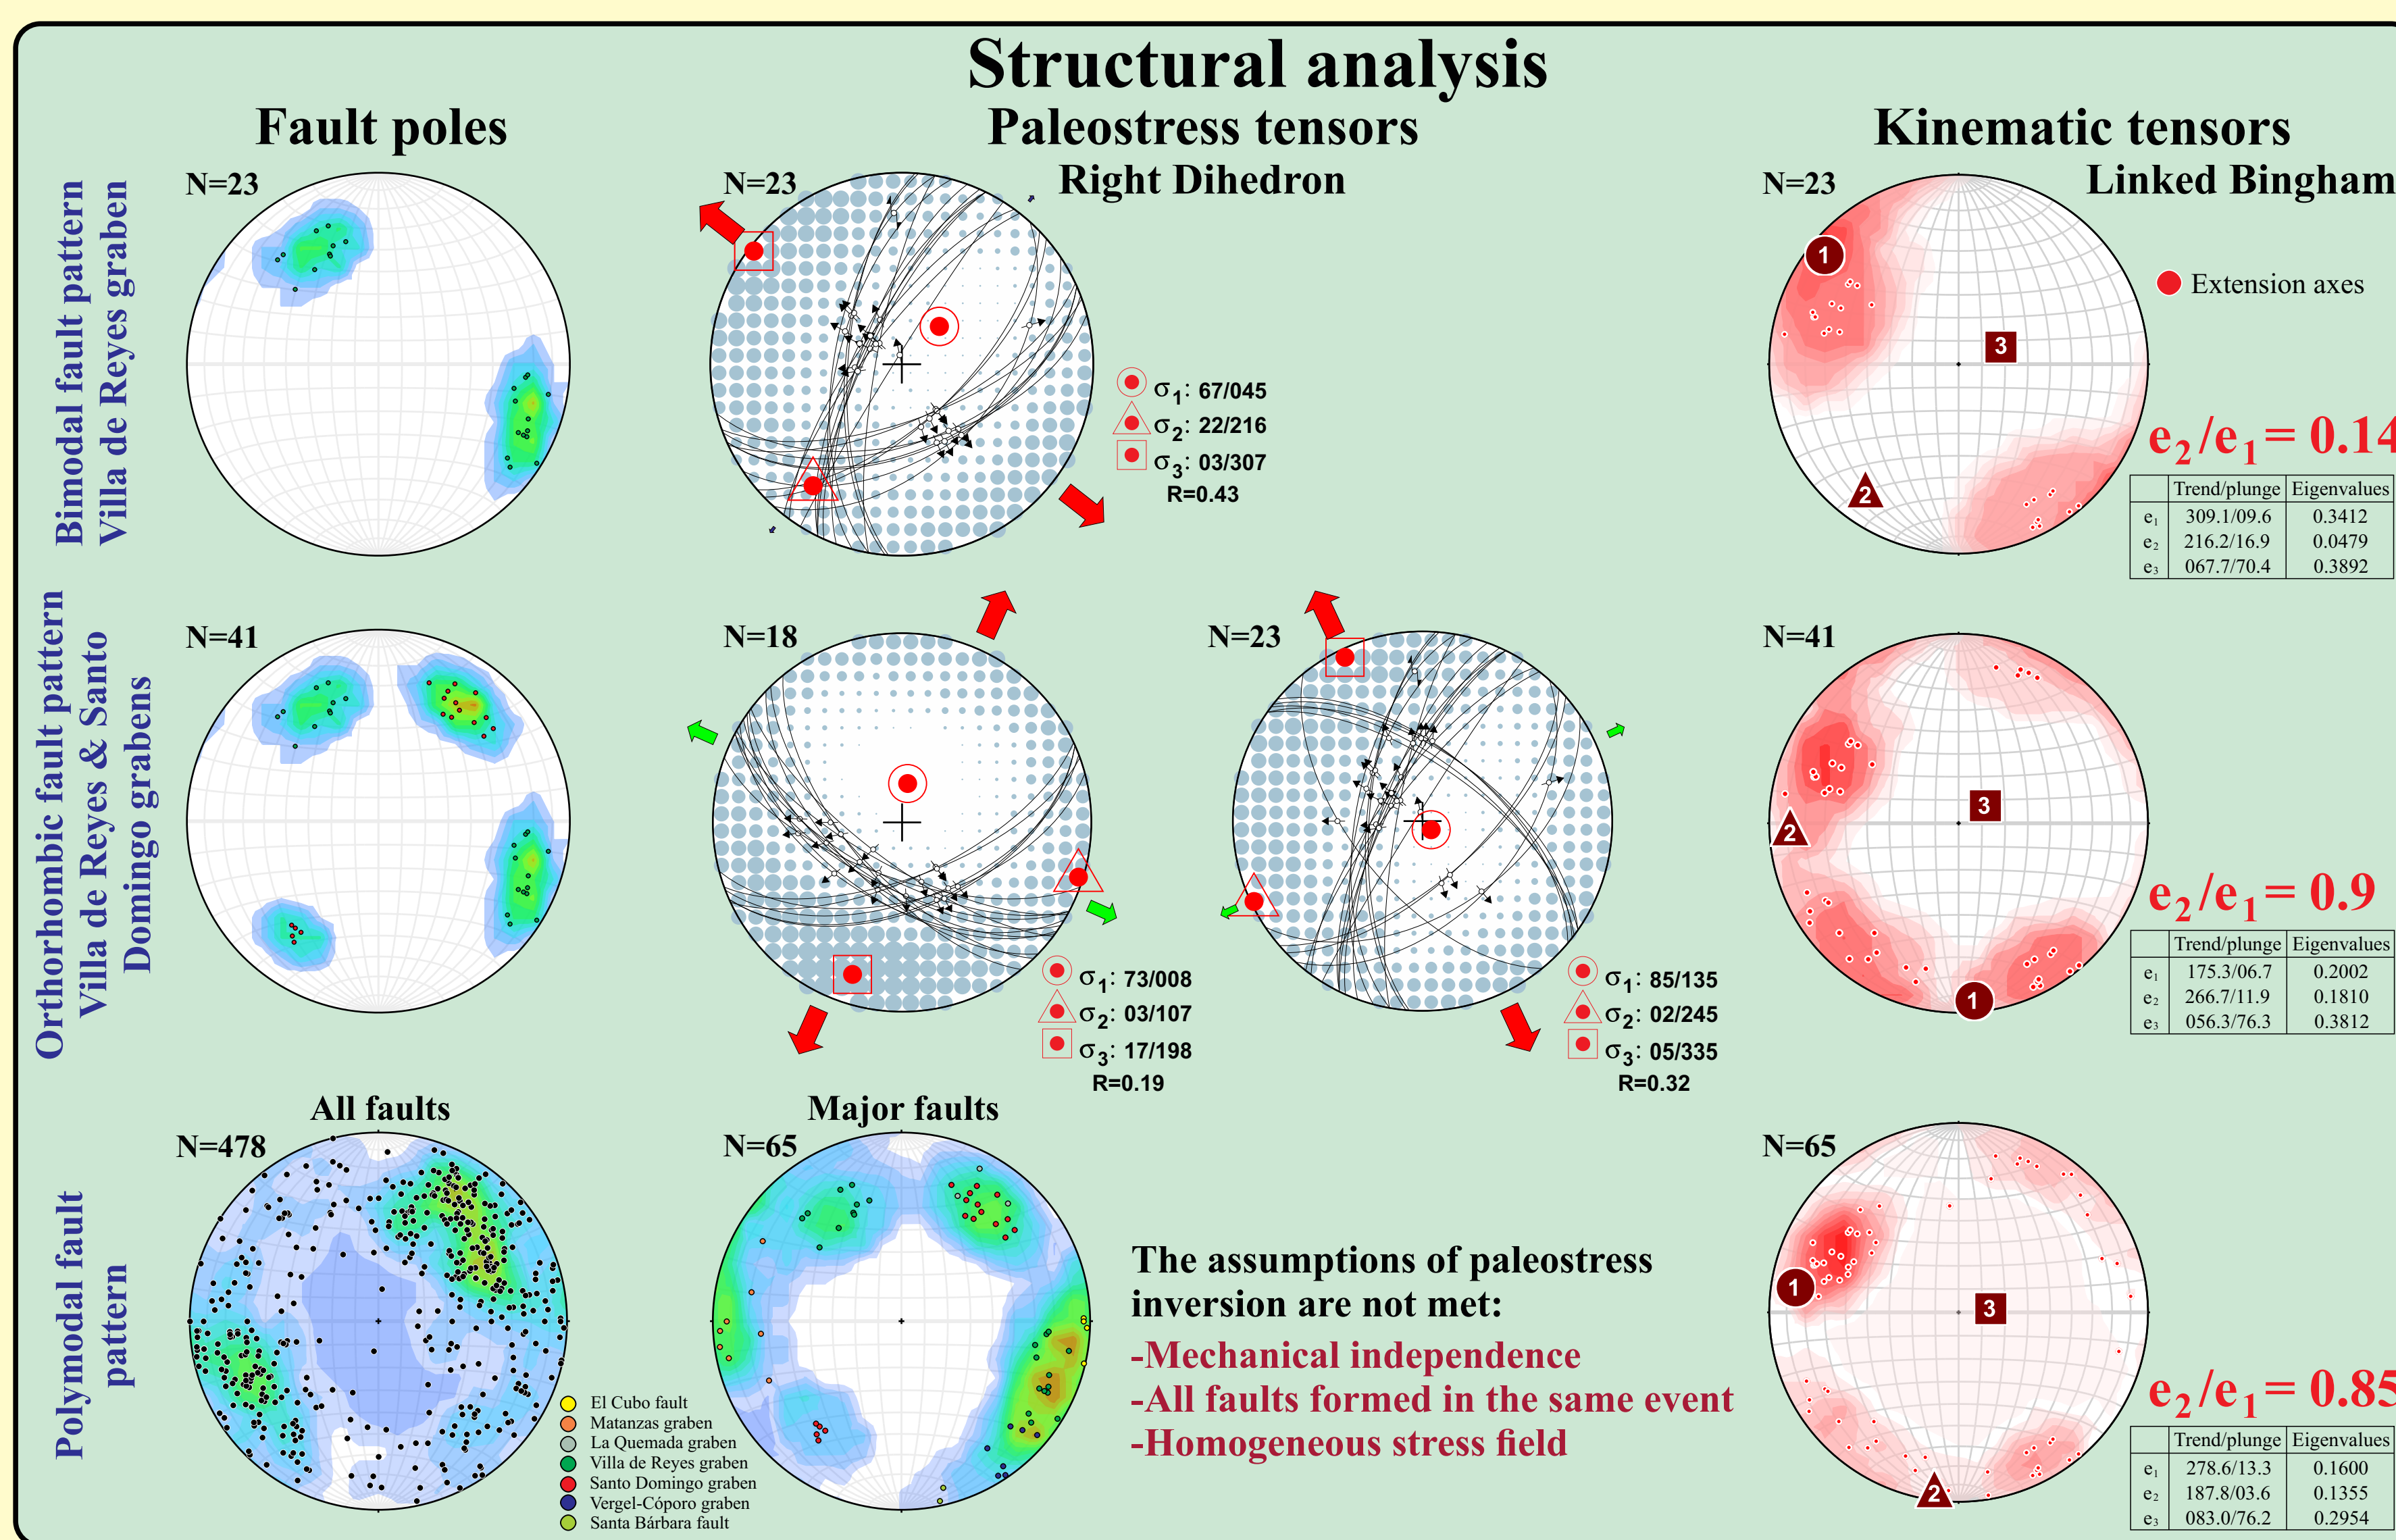 Structural analysis
Fault poles
Paleostress tensors
Kinematic tensors
Right Dihedron
Linked Bingham
Bimodal fault pattern
Villa de Reyes graben
N=23
N=23
σ1: 67/045
σ2: 22/216
σ3: 03/307
R=0.43
N=23
1
2
3
Extension axes
e2/e1= 0.14
Trend/plunge Eigenvalues
e1 309.1/09.6 0.3412
e2 216.2/16.9 0.0479
e3 067.7/70.4 0.3892
Orthorhombic fault pattern
Villa de Reyes & Santo
Domingo grabens
N=41
N=18
σ1: 73/008
σ2: 03/107
σ3: 17/198
R=0.19
N=23
σ1: 85/135
σ2: 02/245
σ3: 05/335
R=0.32
N=41
3
2
1
e2/e1= 0.9
Trend/plunge Eigenvalues
e1 175.3/06.7 0.2002
e2 266.7/11.9 0.1810
e3 056.3/76.3 0.3812
Polymodal fault
pattern
All faults
N=478
Major faults
N=65
El Cubo fault
Matanzas graben
La Quemada graben
Villa de Reyes graben
Santo Domingo graben
Vergel-Cóporo graben
Santa Bárbara fault
The assumptions of paleostress
inversion are not met:
-Mechanical independence
-All faults formed in the same event
-Homogeneous stress field
N=65
1
3
2
e2/e1= 0.85
Trend/plunge Eigenvalues
e1 278.6/13.3 0.1600
e2 187.8/03.6 0.1355
e3 083.0/76.2 0.2954